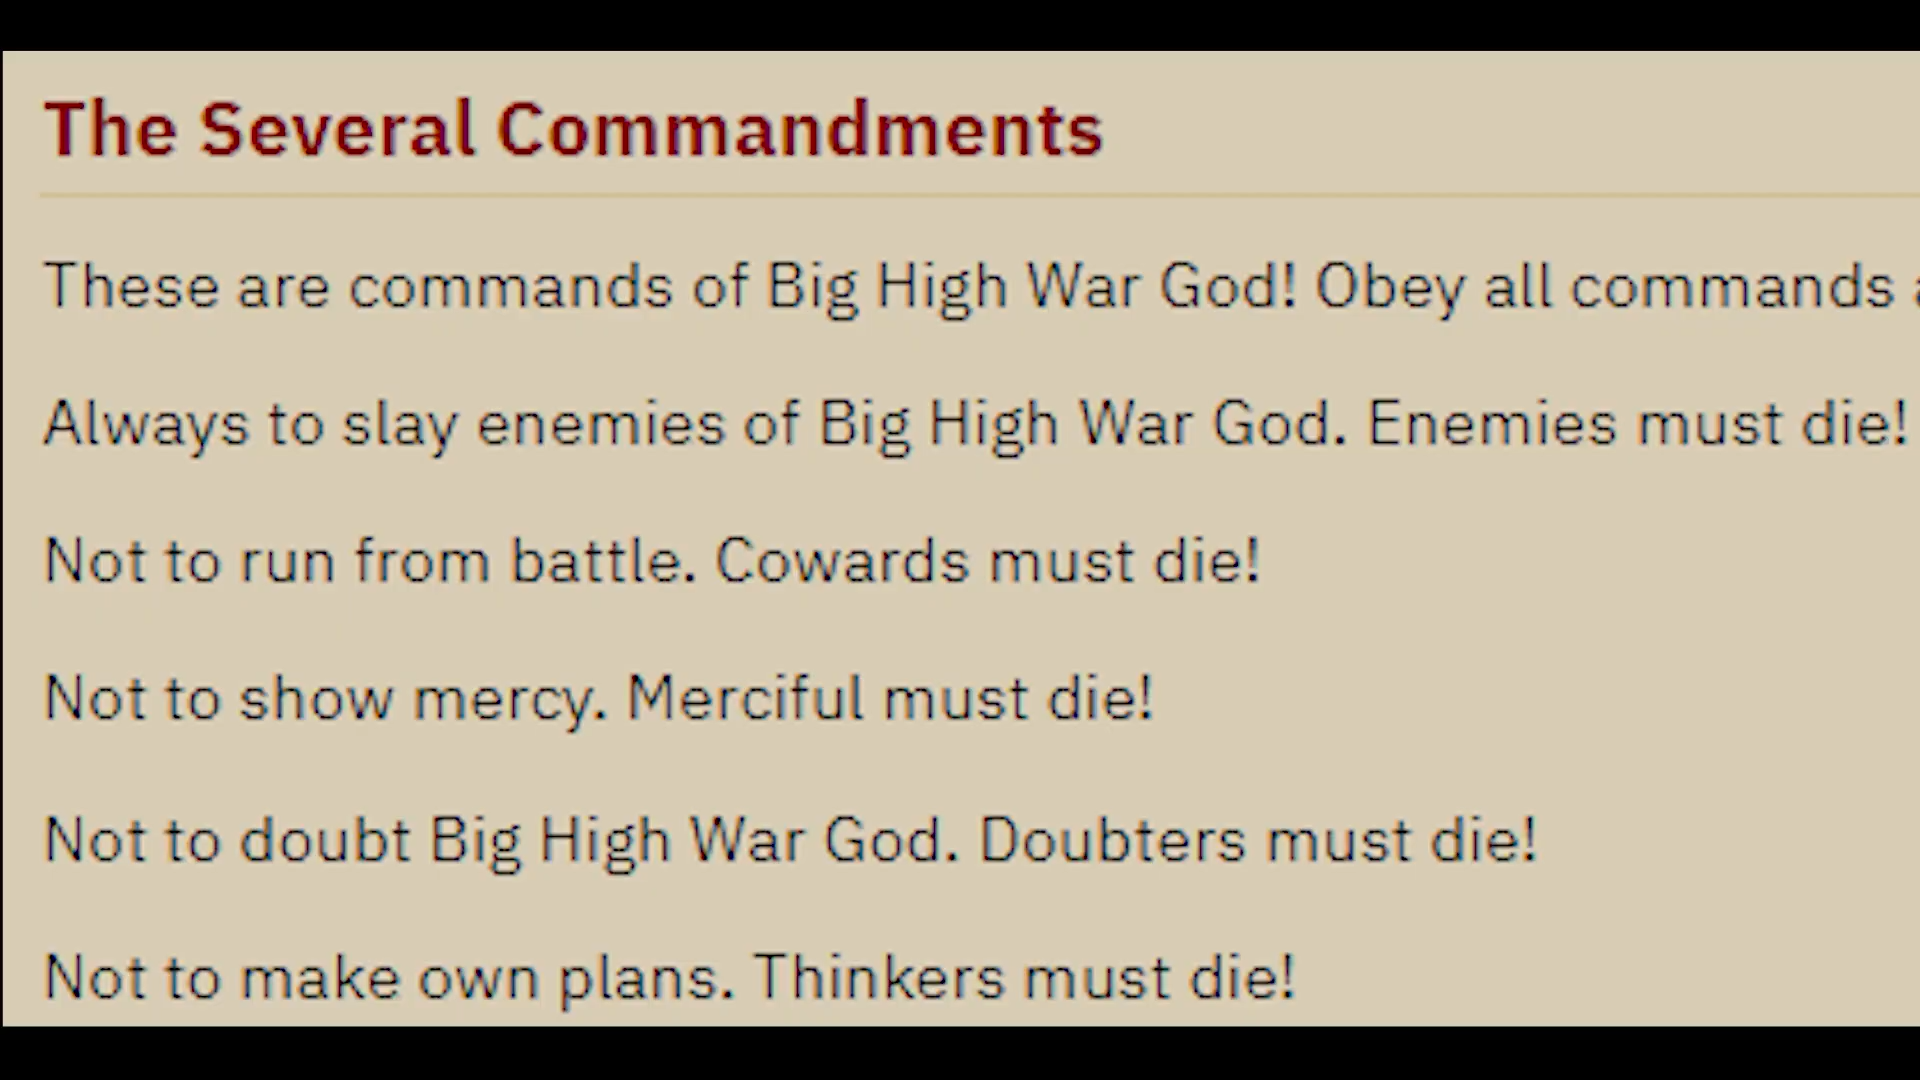 The Several Commandments
These are commands of Big High War God! Obey all commands
Always to slay enemies of Big High War God. Enemies must die!
Not to run from battle. Cowards must die!
Not to show mercy. Merciful must die!
Not to doubt Big High War God. Doubters must die!
Not to make own plans. Thinkers must die!